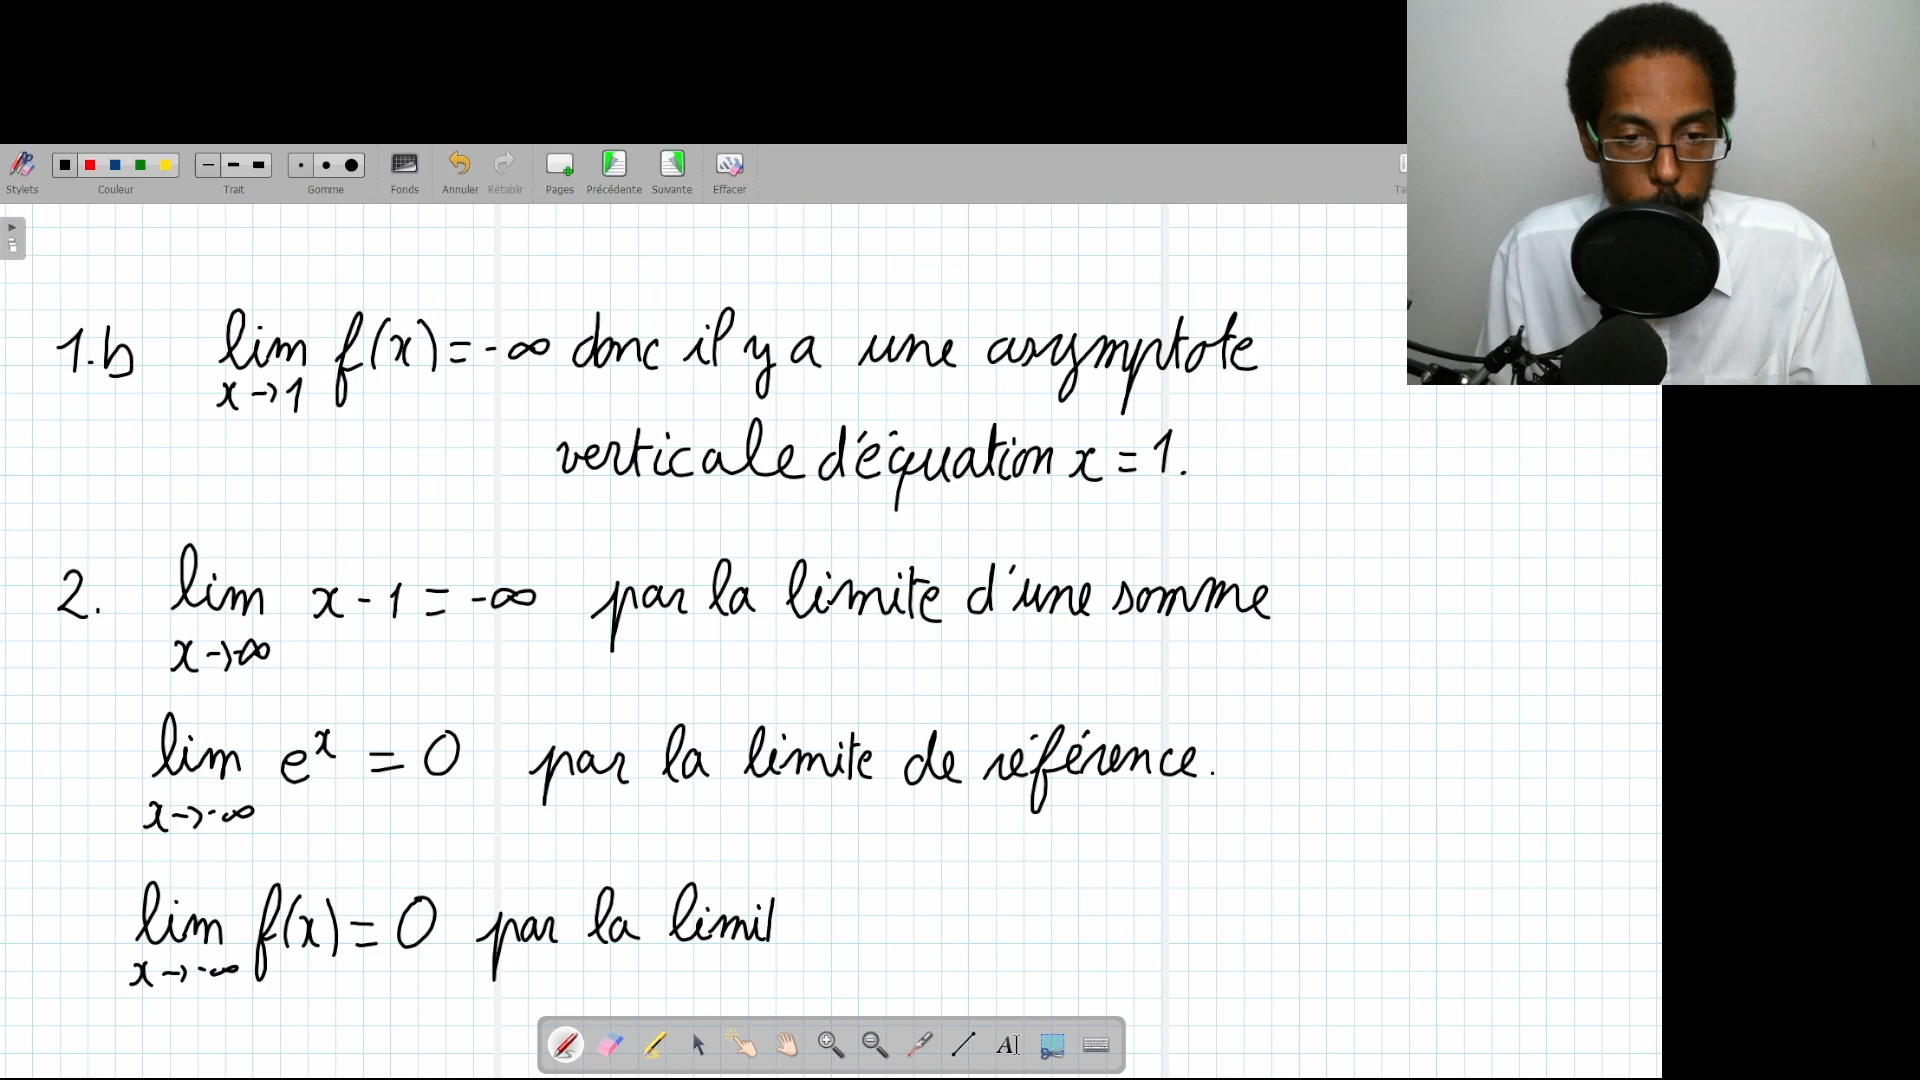 Stylets Couleur Trait Gomme Fonds Annuler Rétablir Pages Précédente Suivante Effacer
1.b lim f(x) = -∞ donc il y a une asymptote
x→1
verticale d'équation x = 1.
2. lim x - 1 = -∞ par la limite d'une somme
x→-∞
lim eˣ = 0 par la limite de référence.
x→-∞
lim f(x) = 0 par la limil
x→-∞
AI